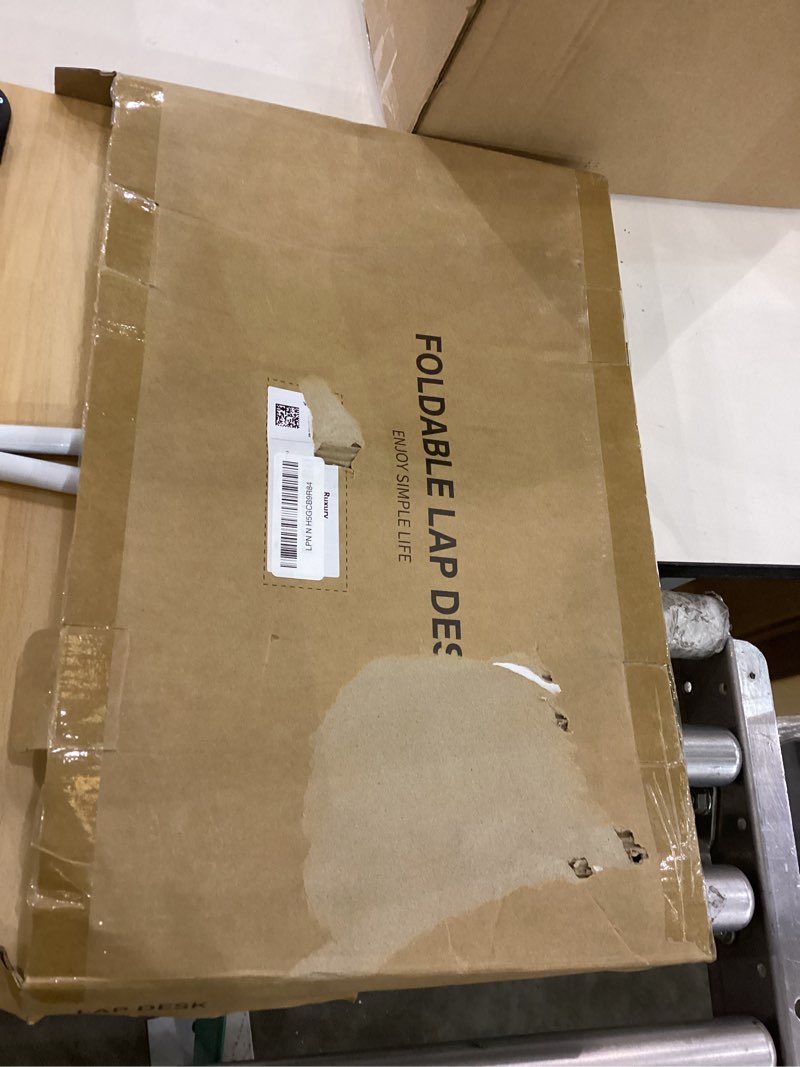 FOLDABLE LAP DES
ENJOY SIMPLE LIFE
Ruxury
LAP DESK